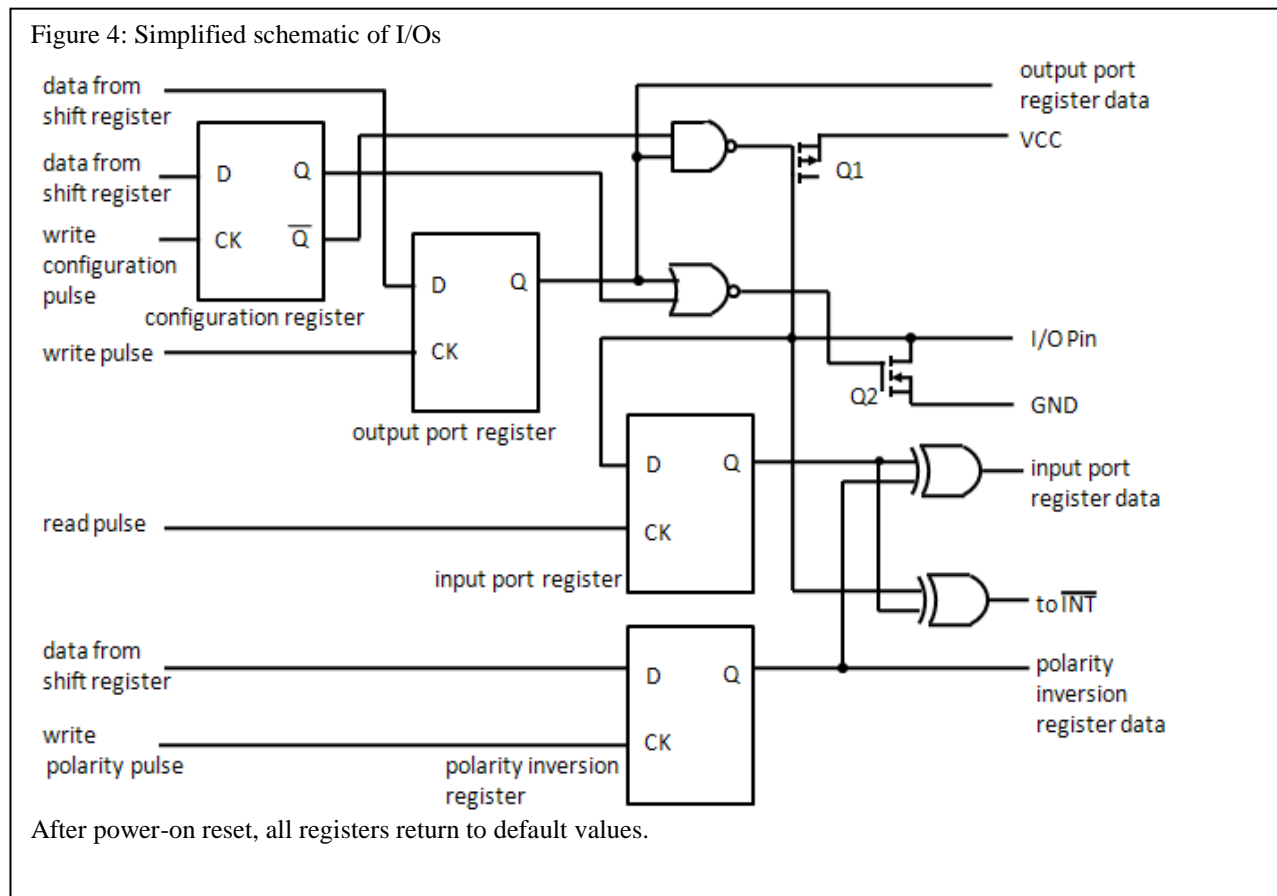 Figure 4: Simplified schematic of I/Os
data from
shift register
data from
shift register
write
configuration
pulse
D
Q
CK
Q
configuration register
write pulse
D
Q
CK
output port register
output port
register data
VCC
Q1
I/O Pin
Q2
GND
D
Q
CK
input port register
read pulse
input port
register data
to INT
data from
shift register
write
polarity pulse
D
Q
CK
polarity inversion
register
polarity
inversion
register data
After power-on reset, all registers return to default values.